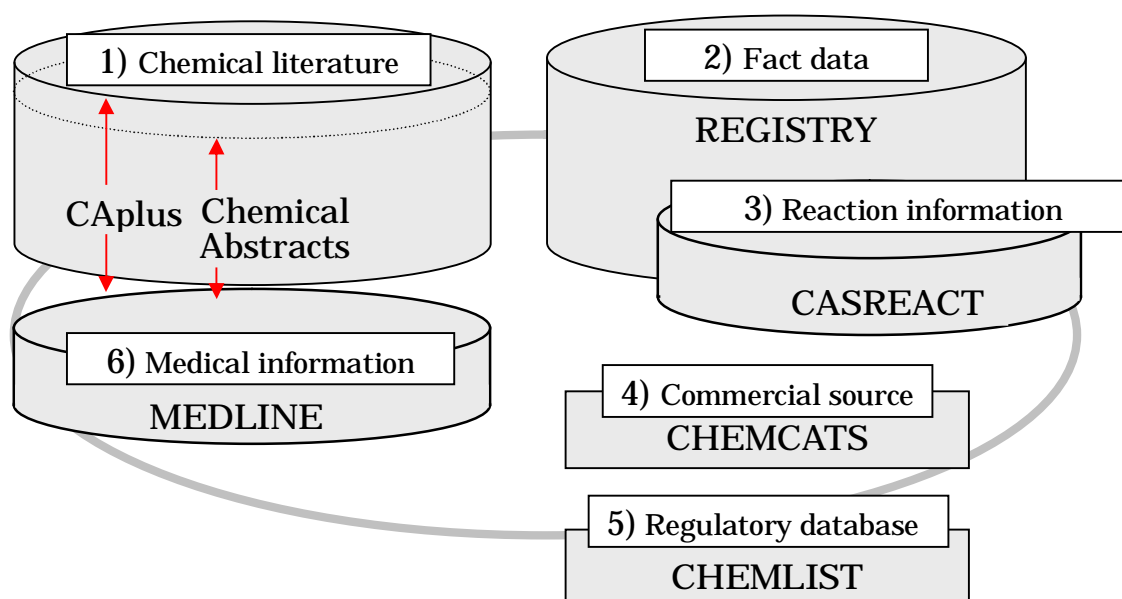 1) Chemical literature
CAplus
Chemical
Abstracts
2) Fact data
REGISTRY
3) Reaction information
CASREACT
4) Commercial source
CHEMCATS
5) Regulatory database
CHEMLIST
6) Medical information
MEDLINE